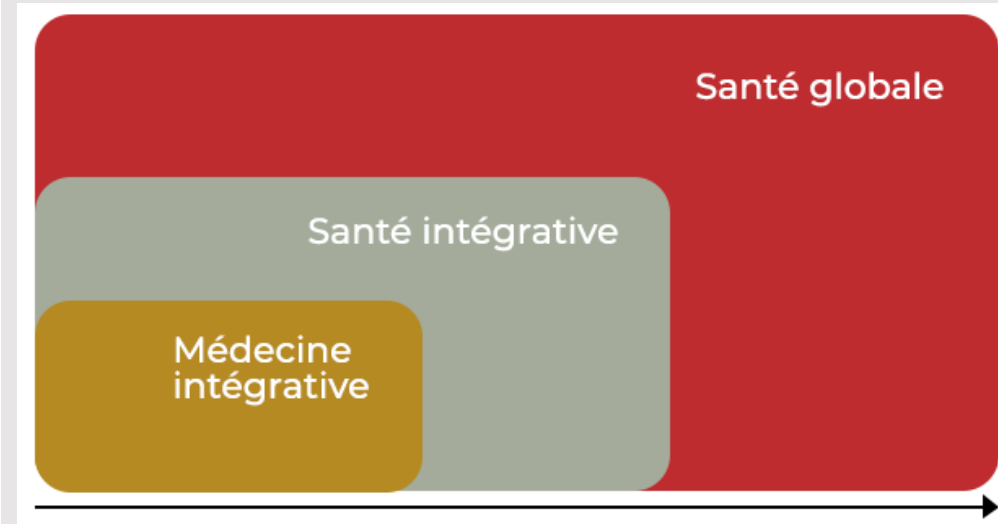 Santé globale
Santé intégrative
Médecine
intégrative